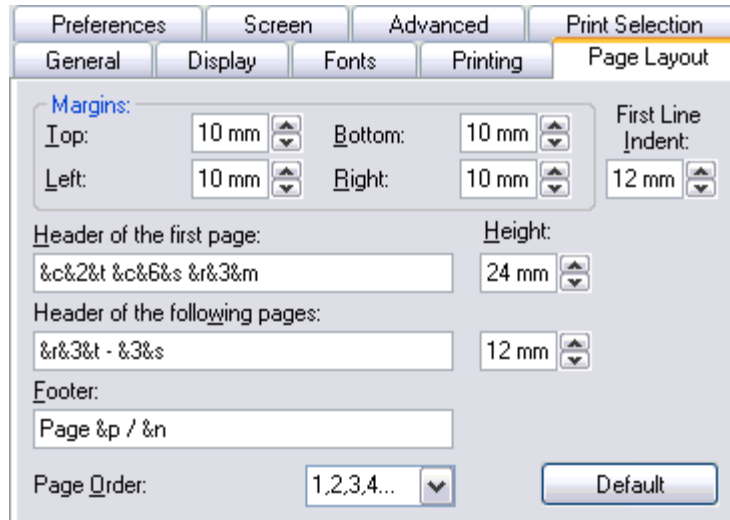 Preferences Screen Advanced Print Selection
General Display Fonts Printing Page Layout
Margins:
Top: 10 mm Bottom: 10 mm
Left: 10 mm Right: 10 mm
First Line
Indent:
12 mm
Header of the first page: Height:
&c&2&t &c&6&s &r&3&m 24 mm
Header of the following pages:
&r&3&t - &3&s 12 mm
Footer:
Page &p / &n
Page Order: 1,2,3,4... Default